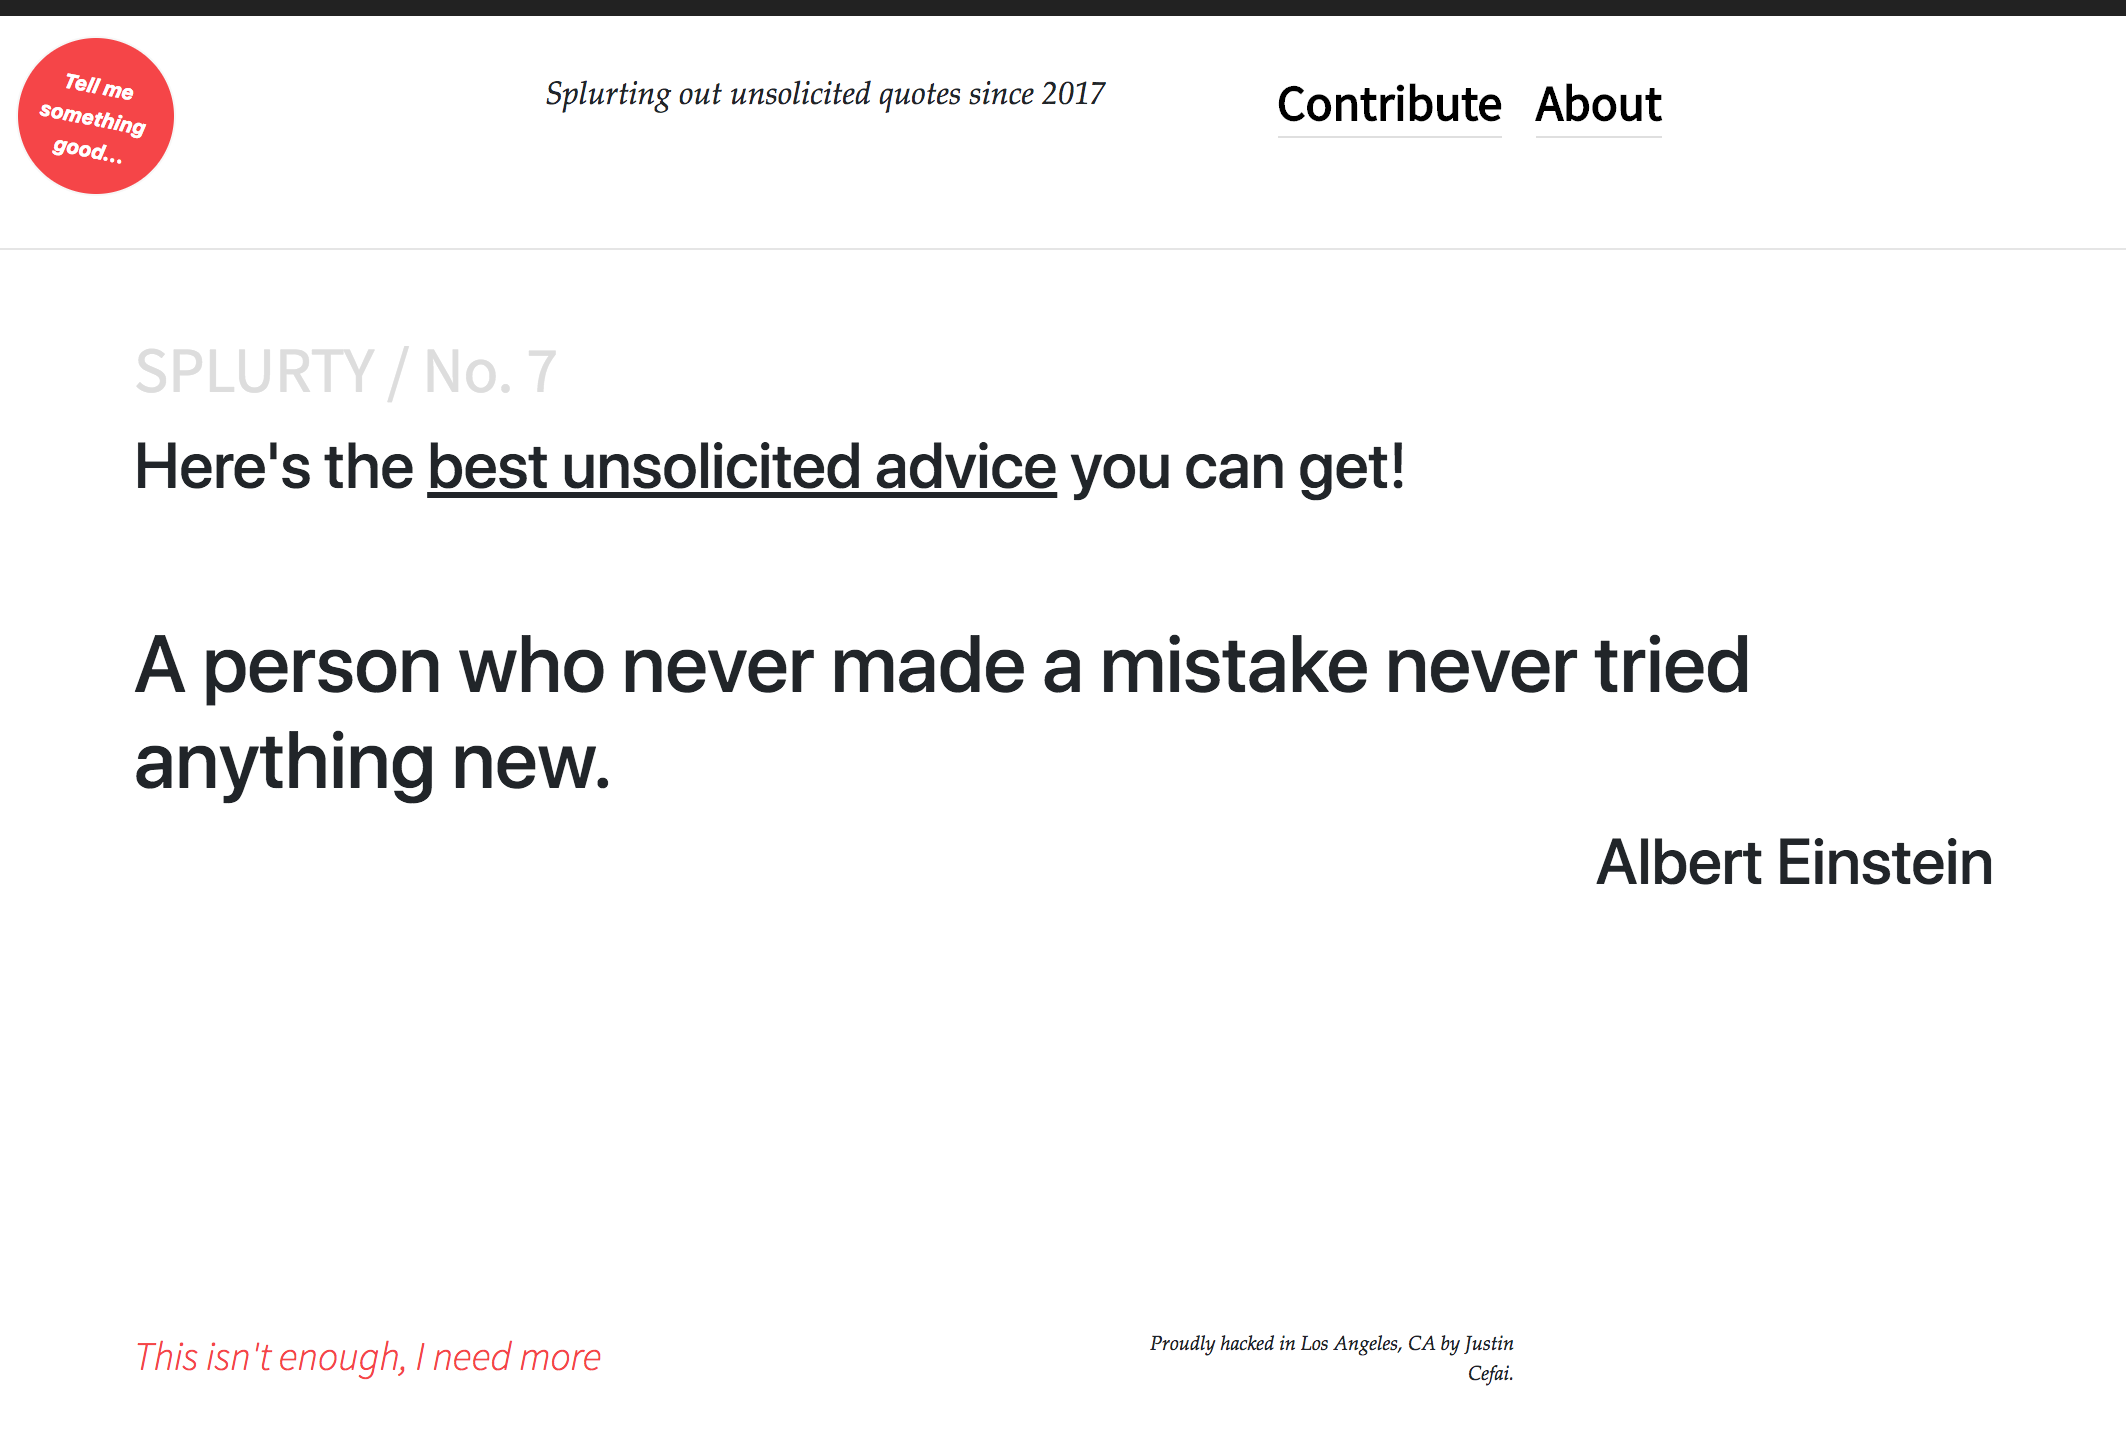 Tell me
something
good...
Splurting out unsolicited quotes since 2017
Contribute About
SPLURTY / No. 7
Here's the best unsolicited advice you can get!
A person who never made a mistake never tried
anything new.
Albert Einstein
This isn't enough, I need more
Proudly hacked in Los Angeles, CA by Justin
Cefai.